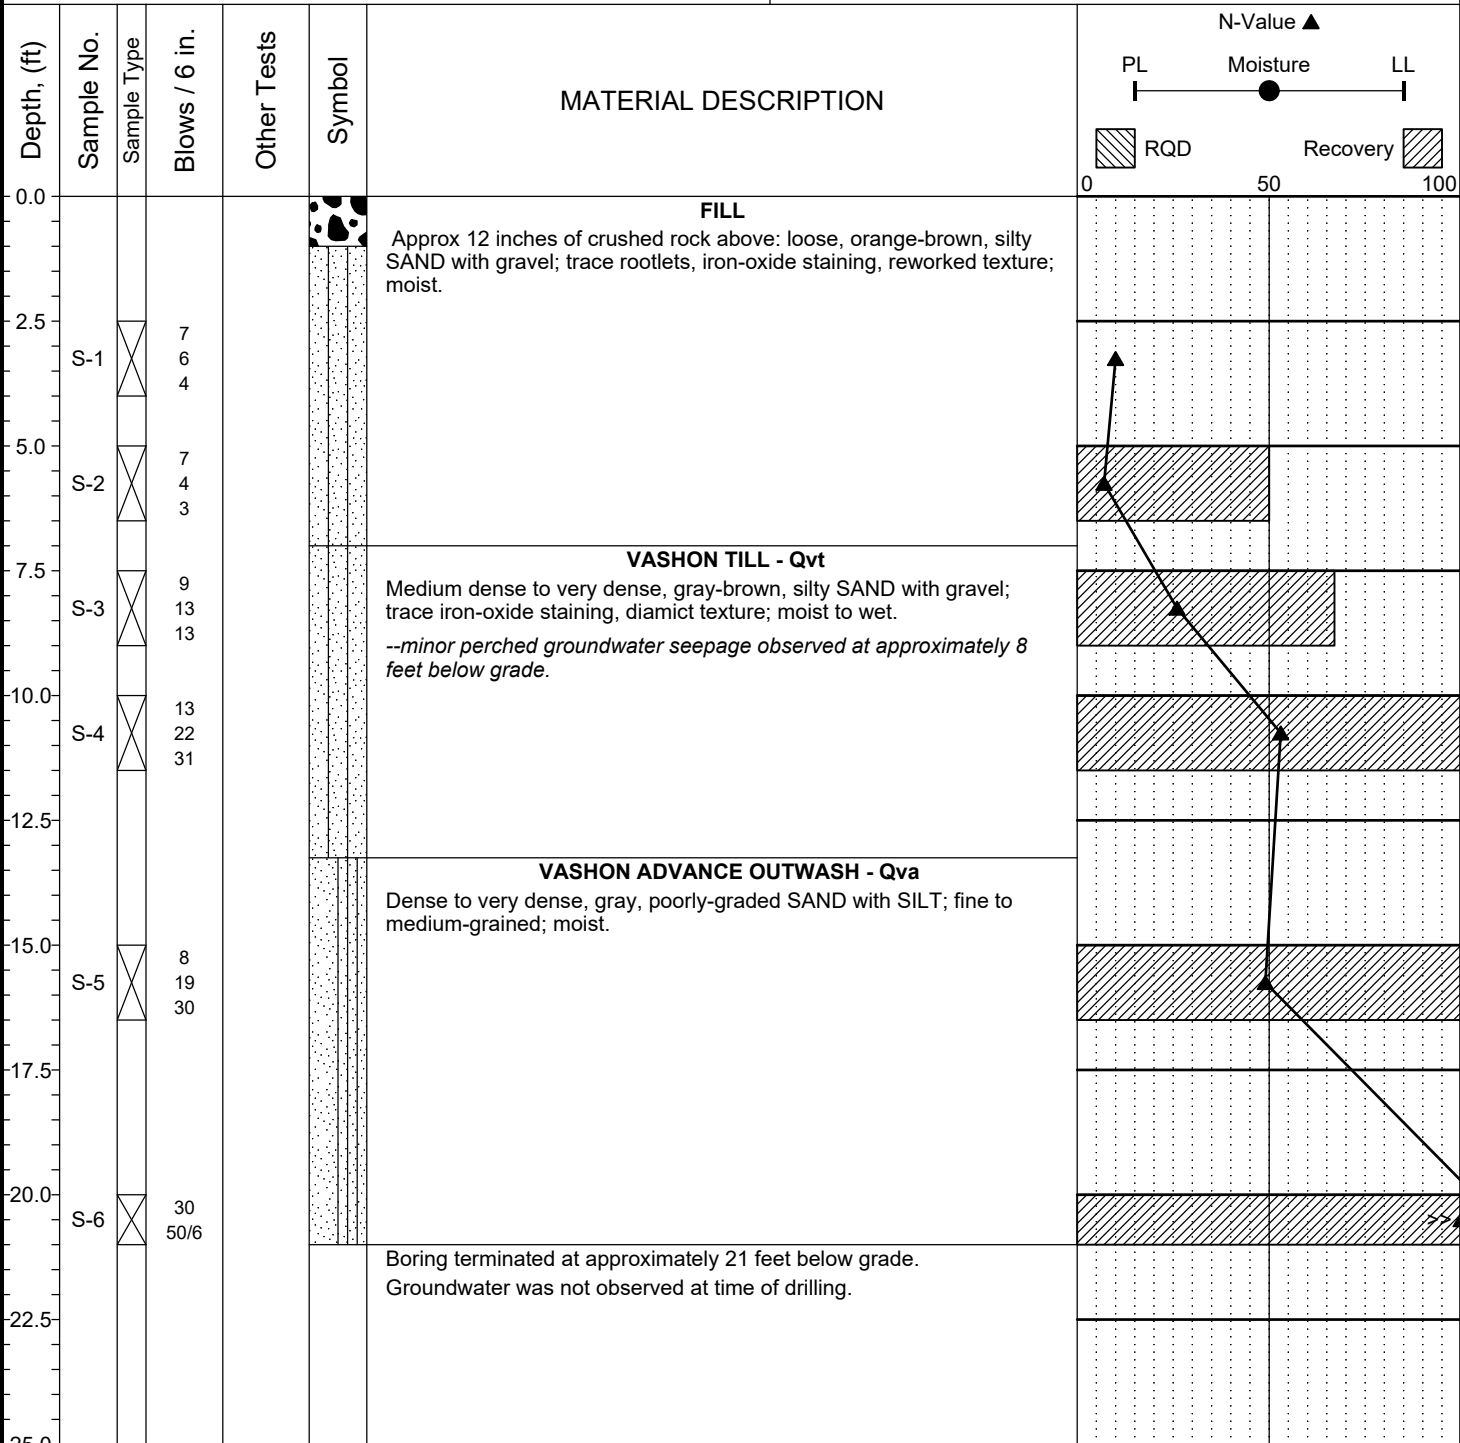 Depth, (ft)
Sample No.
Sample Type
Blows / 6 in.
Other Tests
Symbol
MATERIAL DESCRIPTION
N-Value
PL Moisture LL
RQD Recovery
0 50 100
0.0
FILL
Approx 12 inches of crushed rock above: loose, orange-brown, silty
SAND with gravel; trace rootlets, iron-oxide staining, reworked texture;
moist.
2.5
7
S-1 6
4
5.0
7
S-2 4
3
VASHON TILL - Qvt
7.5
Medium dense to very dense, gray-brown, silty SAND with gravel;
trace iron-oxide staining, diamict texture; moist to wet.
--minor perched groundwater seepage observed at approximately 8
feet below grade.
9
S-3 13
13
10.0
13
S-4 22
31
12.5
VASHON ADVANCE OUTWASH - Qva
Dense to very dense, gray, poorly-graded SAND with SILT; fine to
medium-grained; moist.
15.0
8
S-5 19
30
17.5
20.0
30
S-6 >>
50/6
Boring terminated at approximately 21 feet below grade.
Groundwater was not observed at time of drilling.
22.5
25.0